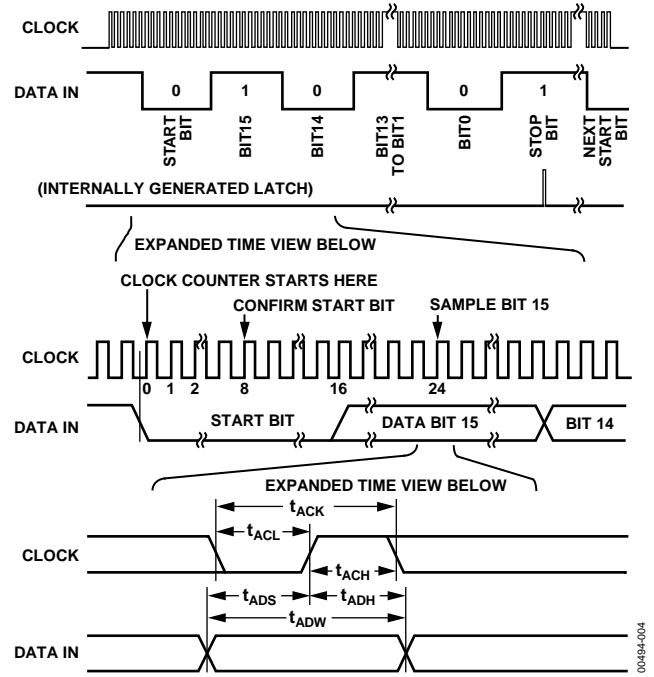 CLOCK
DATA IN
0 1 0 0 1
START BIT
BIT15
BIT14
BIT13 TO BIT1
BIT0
STOP BIT
NEXT START BIT
(INTERNALLY GENERATED LATCH)
EXPANDED TIME VIEW BELOW
CLOCK COUNTER STARTS HERE
CONFIRM START BIT
SAMPLE BIT 15
CLOCK
0 1 2 8 16 24
DATA IN
START BIT
DATA BIT 15
BIT 14
EXPANDED TIME VIEW BELOW
tACK
tACL
CLOCK
tACH
tADS
tADH
tADW
DATA IN
00494-004